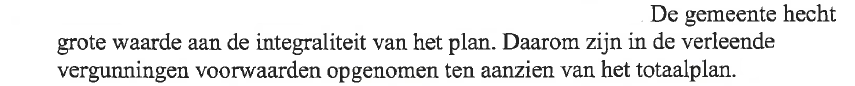 De gemeente hecht
grote waarde aan de integraliteit van het plan. Daarom zijn in de verleende
vergunningen voorwaarden opgenomen ten aanzien van het totaalplan.